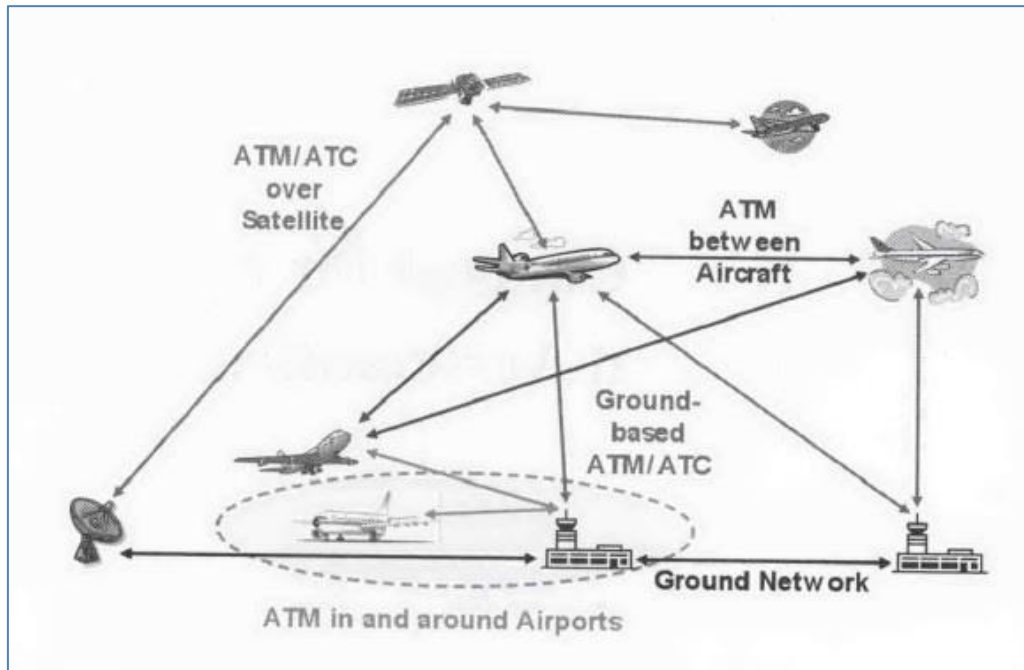 ATM/ATC
over
Satellite
ATM
between
Aircraft
Ground-
based
ATM/ATC
Ground Network
ATM in and around Airports